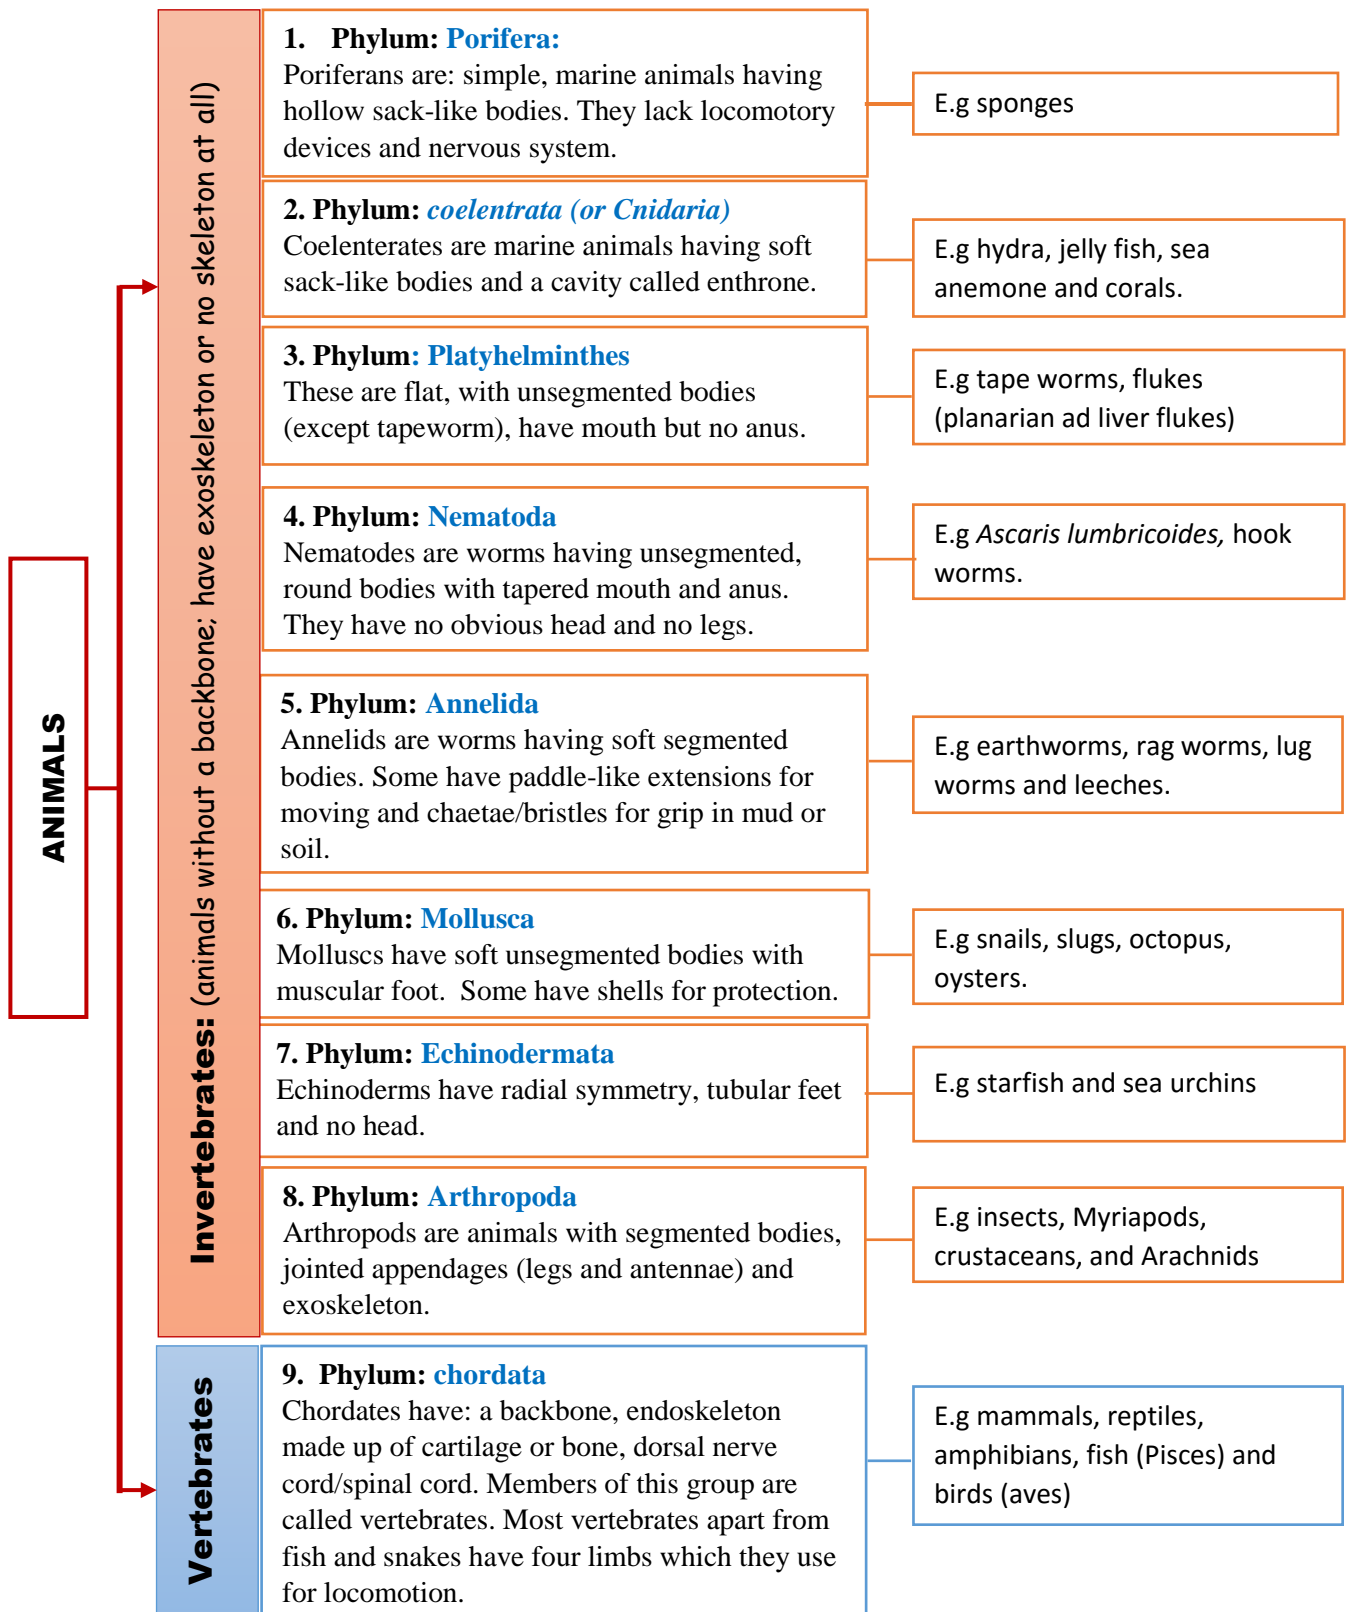 ANIMALS
Invertebrates: (animals without a backbone; have exoskeleton or no skeleton at all)
1. Phylum: Porifera:
Poriferans are: simple, marine animals having
hollow sack-like bodies. They lack locomotory
devices and nervous system.
E.g sponges
2. Phylum: coelentrata (or Cnidaria)
Coelenterates are marine animals having soft
sack-like bodies and a cavity called enthrone.
E.g hydra, jelly fish, sea
anemone and corals.
3. Phylum: Platyhelminthes
These are flat, with unsegmented bodies
(except tapeworm), have mouth but no anus.
E.g tape worms, flukes
(planarian ad liver flukes)
4. Phylum: Nematoda
Nematodes are worms having unsegmented,
round bodies with tapered mouth and anus.
They have no obvious head and no legs.
E.g Ascaris lumbricoides, hook
worms.
5. Phylum: Annelida
Annelids are worms having soft segmented
bodies. Some have paddle-like extensions for
moving and chaetae/bristles for grip in mud or
soil.
E.g earthworms, rag worms, lug
worms and leeches.
6. Phylum: Mollusca
Molluscs have soft unsegmented bodies with
muscular foot.  Some have shells for protection.
E.g snails, slugs, octopus,
oysters.
7. Phylum: Echinodermata
Echinoderms have radial symmetry, tubular feet
and no head.
E.g starfish and sea urchins
8. Phylum: Arthropoda
Arthropods are animals with segmented bodies,
jointed appendages (legs and antennae) and
exoskeleton.
E.g insects, Myriapods,
crustaceans, and Arachnids
Vertebrates
9. Phylum: chordata
Chordates have: a backbone, endoskeleton
made up of cartilage or bone, dorsal nerve
cord/spinal cord. Members of this group are
called vertebrates. Most vertebrates apart from
fish and snakes have four limbs which they use
for locomotion.
E.g mammals, reptiles,
amphibians, fish (Pisces) and
birds (aves)